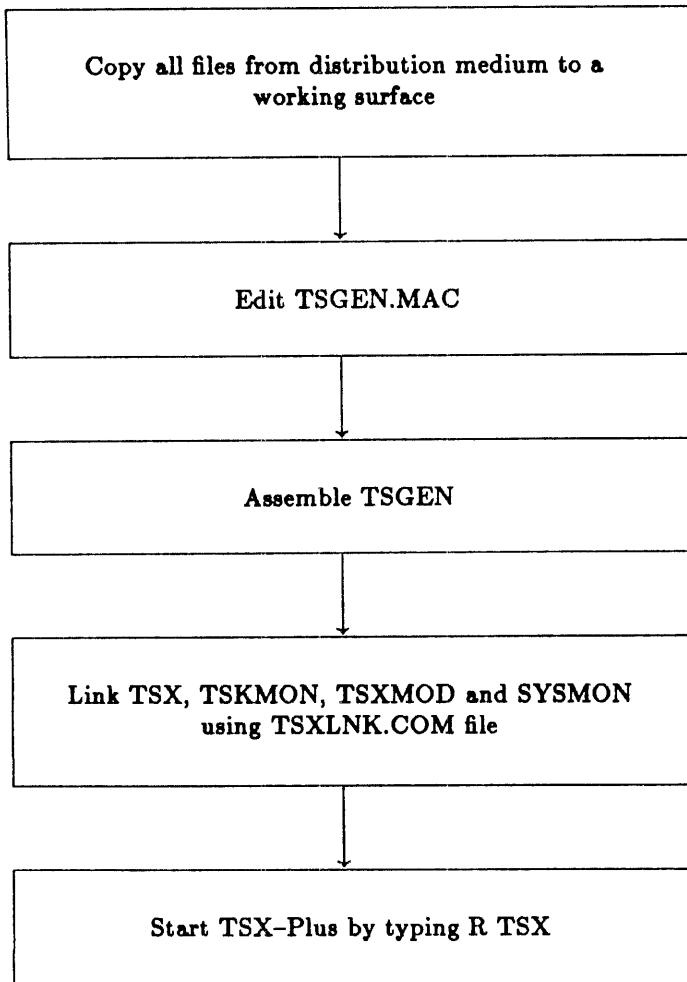 Copy all files from distribution medium to a
working surface
Edit TSGEN.MAC
Assemble TSGEN
Link TSX, TSKMON, TSXMOD and SYSMON
using TSXLNK.COM file
Start TSX–Plus by typing R TSX